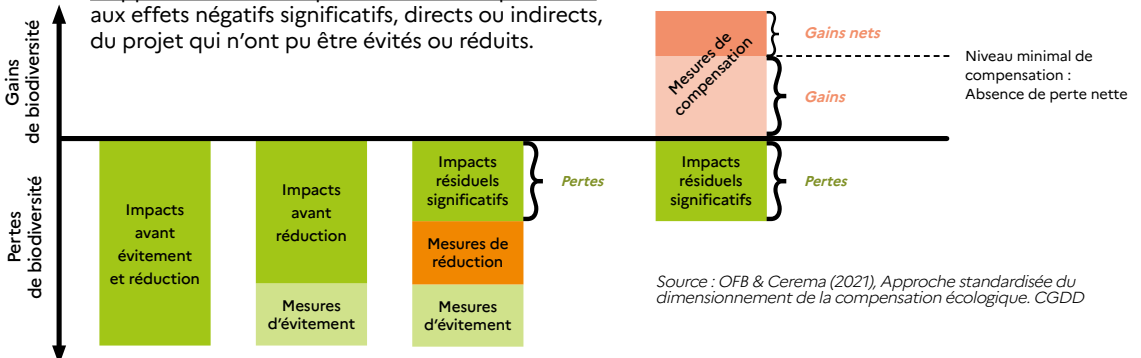 aux effets négatifs significatifs, directs ou indirects,
du projet qui n'ont pu être évités ou réduits.
Gains
de biodiversité
Pertes
de biodiversité
Impacts
avant
évitement
et réduction
Impacts
avant
réduction
Mesures
d'évitement
Impacts
résiduels
significatifs
Mesures de
réduction
Mesures
d'évitement
Pertes
Mesures de
compensation
Impacts
résiduels
significatifs
Gains nets
Gains
Pertes
Niveau minimal de
compensation :
Absence de perte nette
Source : OFB & Cerema (2021), Approche standardisée du
dimensionnement de la compensation écologique. CGDD